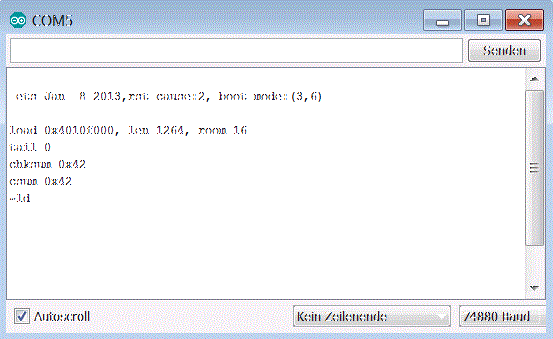 COM5
Senden
ets Jan  8 2013,rst cause:2, boot mode:(3,6)
load 0x4010f000, len 1264, room 16
tail 0
chksum 0x42
csum 0x42
~ld
Autoscroll
Kein Zeilenende
74880 Baud